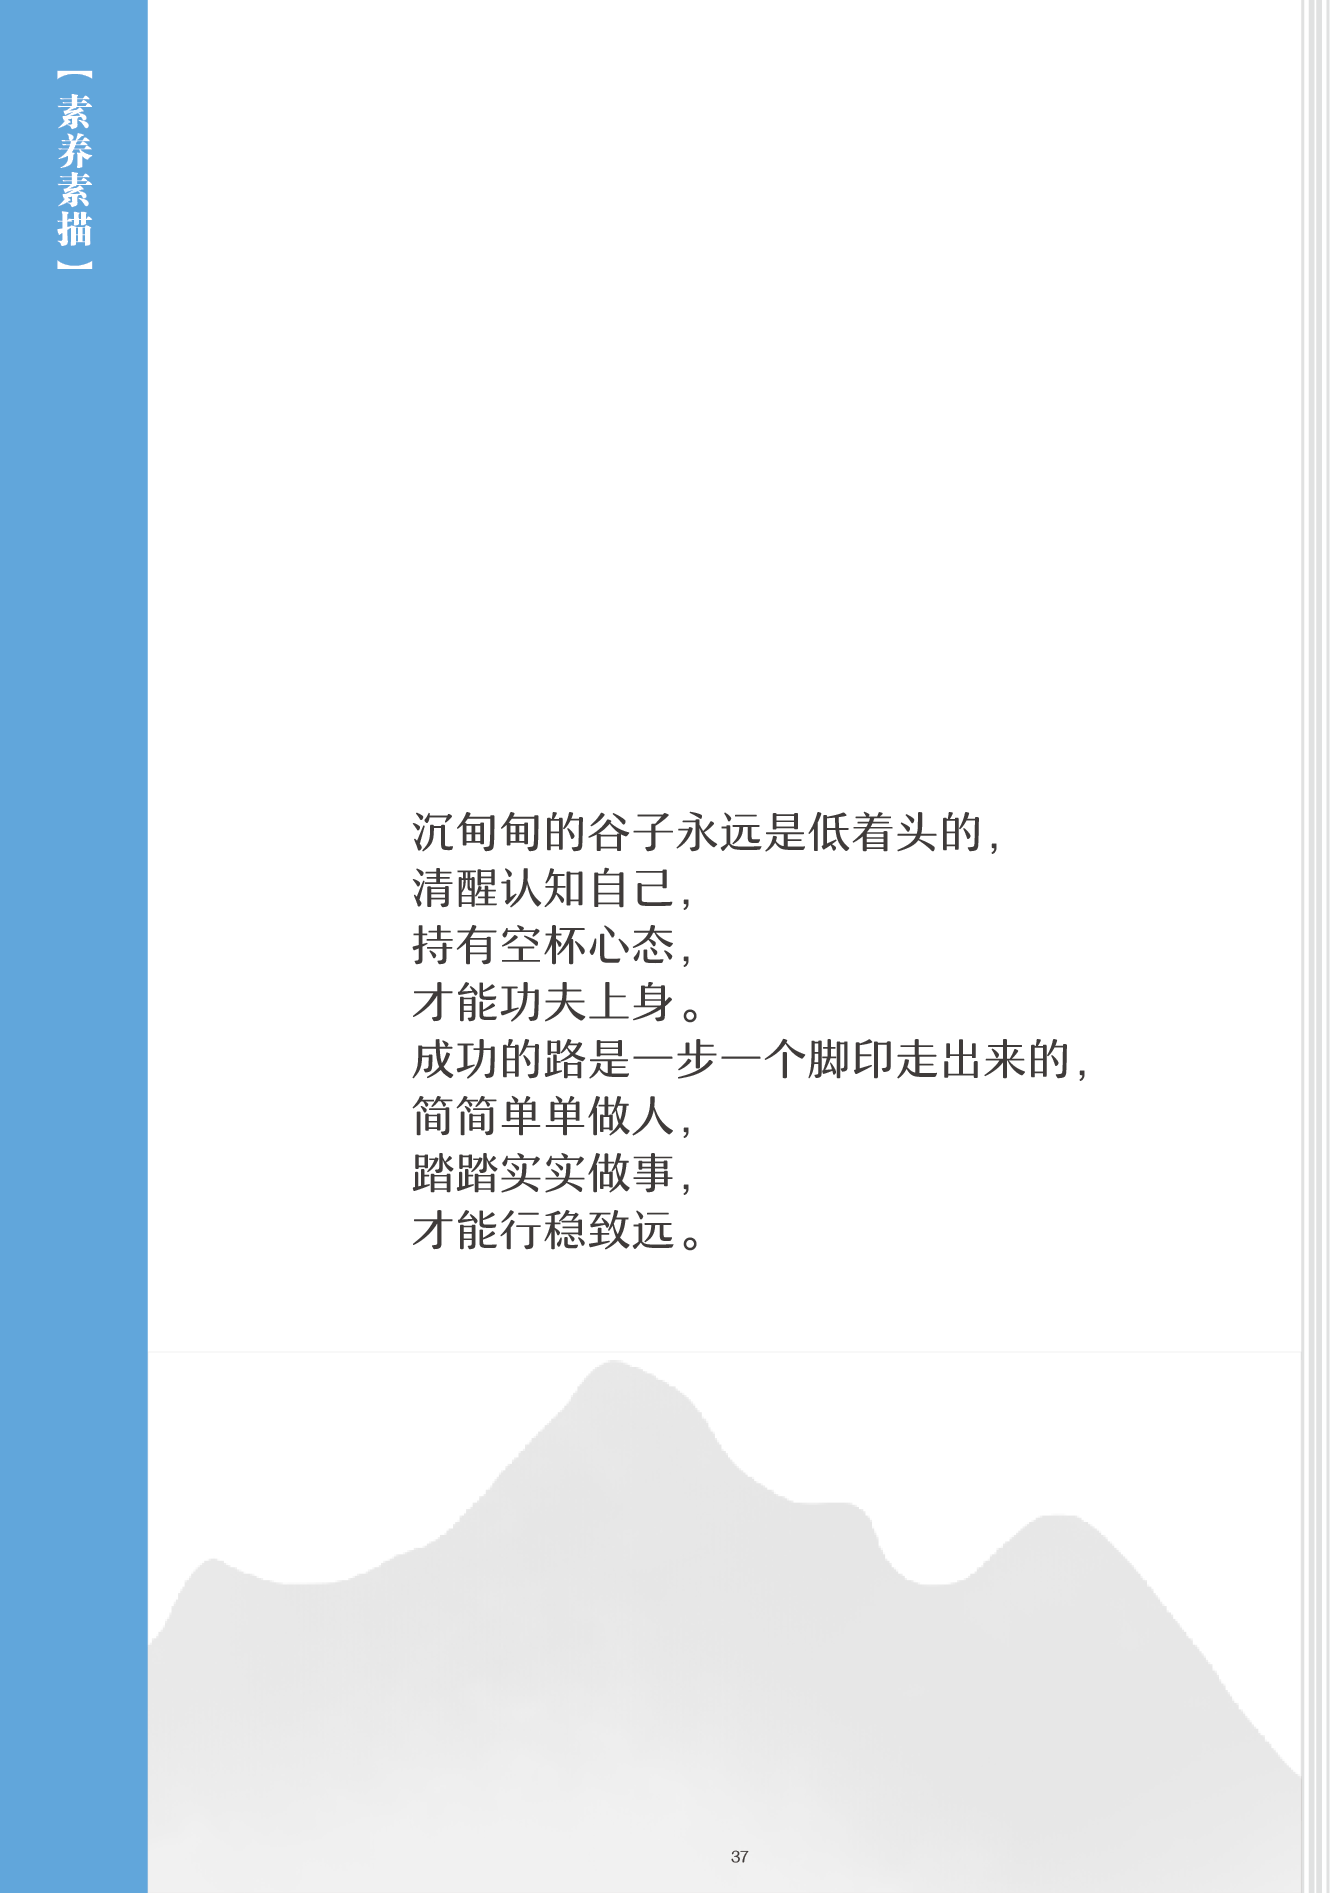 【素养素描】
沉甸甸的谷子永远是低着头的，
清醒认知自己，
持有空杯心态，
才能功夫上身。
成功的路是一步一个脚印走出来的，
简简单单做人，
踏踏实实做事，
才能行稳致远。
37